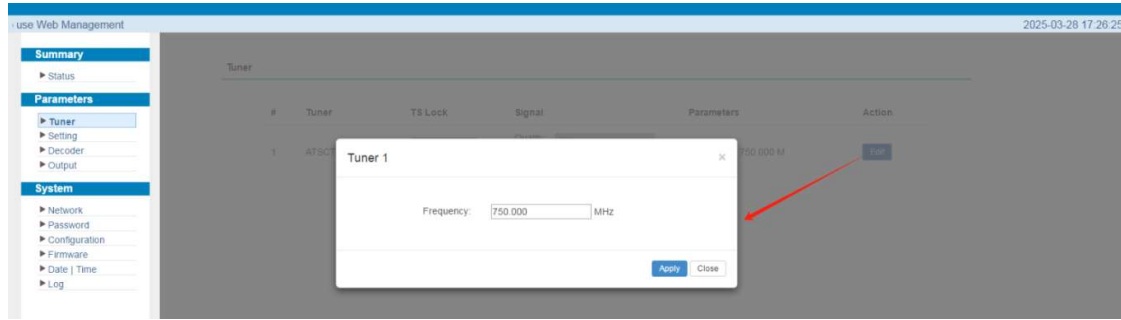 use Web Management
2025-03-28 17:26:25
Summary
Status
Parameters
Tuner
Setting
Decoder
Output
System
Network
Password
Configuration
Firmware
Date | Time
Log
Tuner
# Tuner TS Lock Signal Parameters Action
1 ATSCT 750.000 M Edit
Tuner 1 ×
Frequency: 750.000 MHz
Apply Close